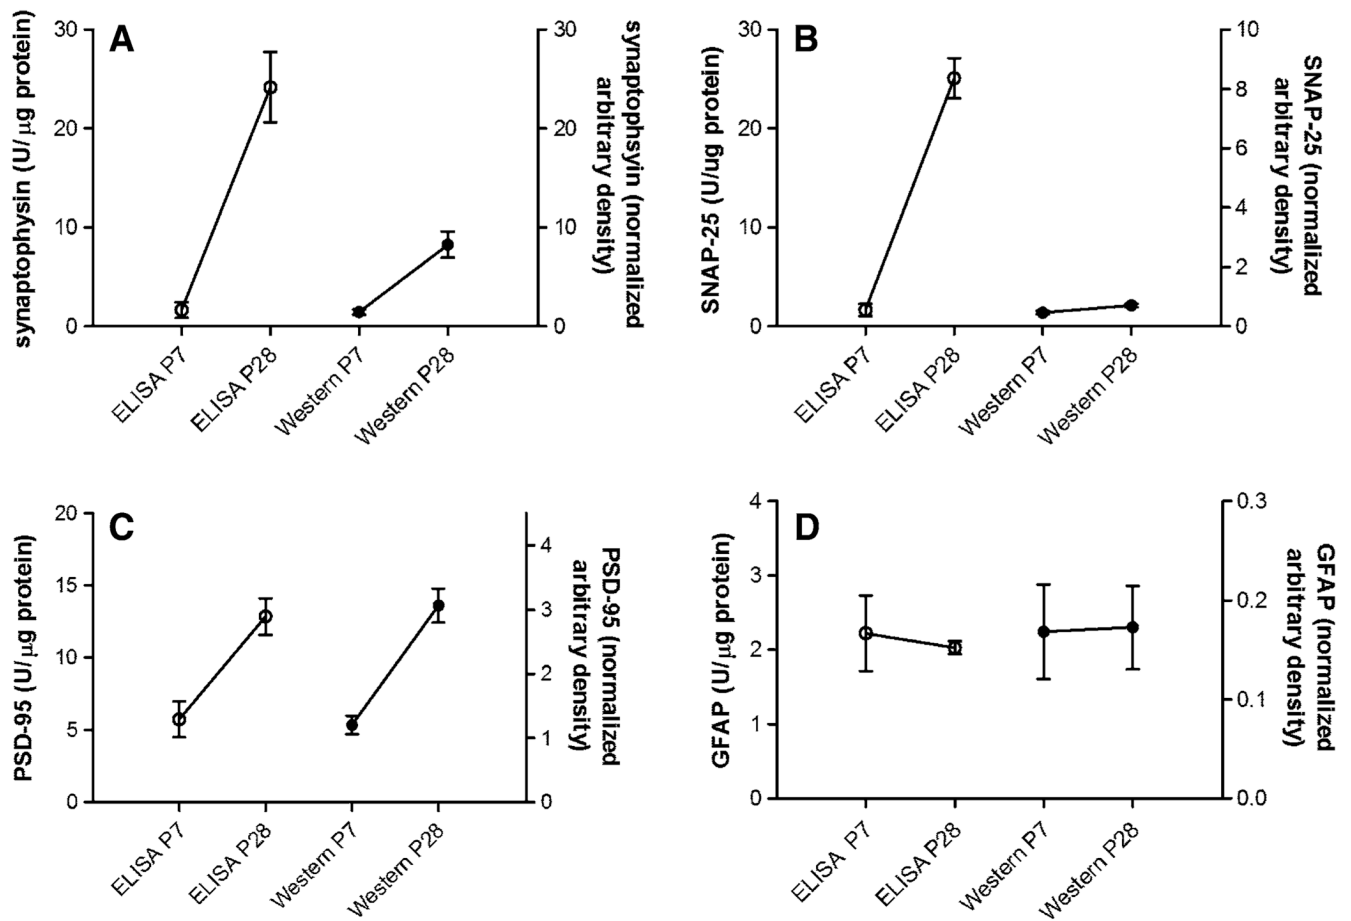 A
synaptophysin (U/ μg protein)
30
20
10
0
30
20
10
0
synaptophsyin (normalized
arbitrary density)
ELISA P7
ELISA P28
Western P7
Western P28
B
SNAP-25 (U/ug protein)
30
20
10
0
10
8
6
4
2
0
SNAP-25 (normalized
arbitrary density)
ELISA P7
ELISA P28
Western P7
Western P28
C
PSD-95 (U/μg protein)
20
15
10
5
0
4
3
2
1
0
PSD-95 (normalized
arbitrary density)
ELISA P7
ELISA P28
Western P7
Western P28
D
GFAP (U/μg protein)
4
3
2
1
0
0.3
0.2
0.1
0.0
GFAP (normalized
arbitrary density)
ELISA P7
ELISA P28
Western P7
Western P28